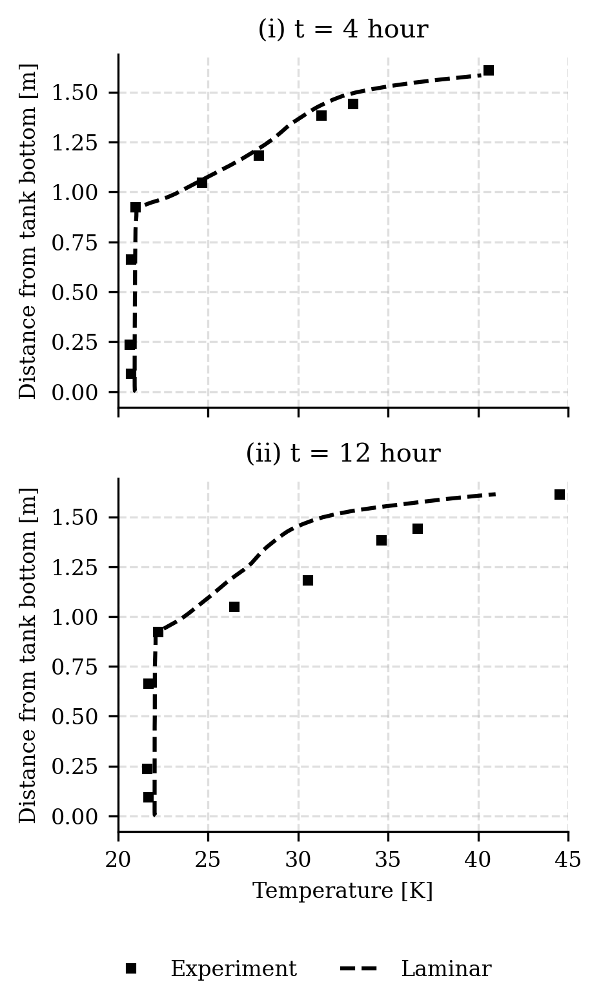 (i) t = 4 hour
Distance from tank bottom [m]
1.50
1.25
1.00
0.75
0.50
0.25
0.00
(ii) t = 12 hour
Distance from tank bottom [m]
1.50
1.25
1.00
0.75
0.50
0.25
0.00
20 25 30 35 40 45
Temperature [K]
Experiment Laminar